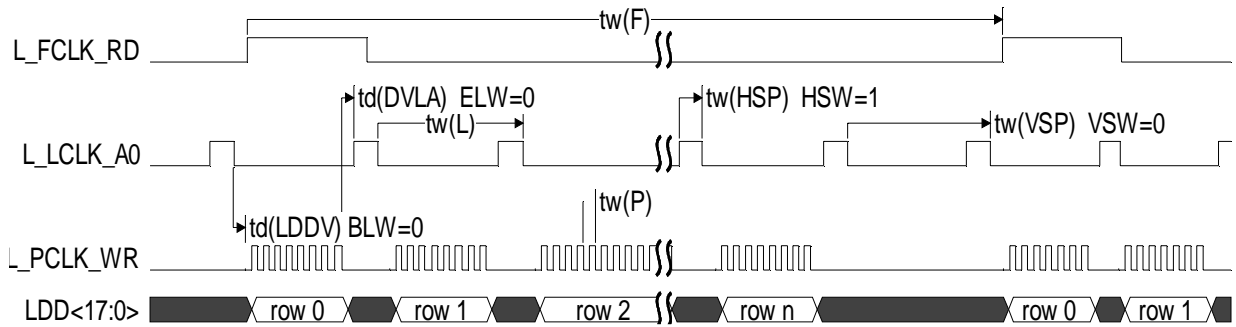 tw(F)
L_FCLK_RD
td(DVLA) ELW=0
tw(HSP) HSW=1
tw(L)
tw(VSP) VSW=0
L_LCLK_A0
tw(P)
td(LDDV) BLW=0
L_PCLK_WR
LDD<17:0> row 0 row 1 row 2 row n row 0 row 1